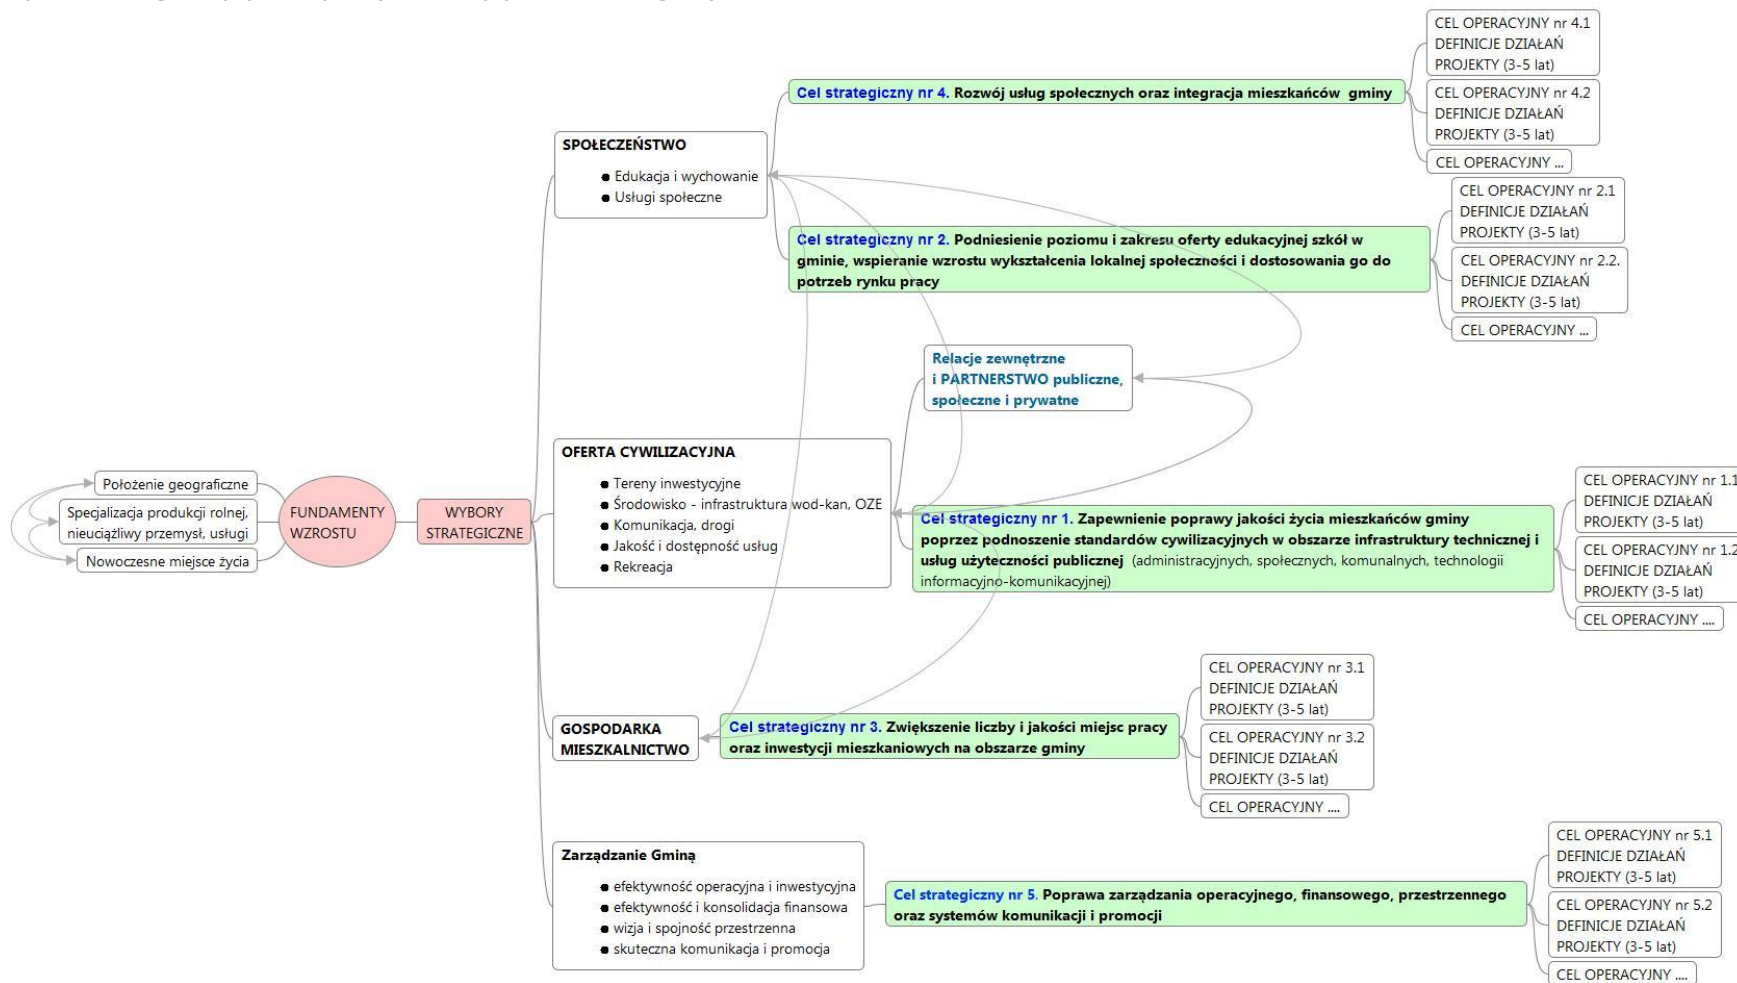 CEL OPERACYJNY nr 4.1
DEFINICJE DZIAŁAŃ
PROJEKTY (3-5 lat)
Cel strategiczny nr 4. Rozwój usług społecznych oraz integracja mieszkańców gminy
CEL OPERACYJNY nr 4.2
DEFINICJE DZIAŁAŃ
PROJEKTY (3-5 lat)
CEL OPERACYJNY ...
SPOŁECZEŃSTWO
● Edukacja i wychowanie
● Usługi społeczne
CEL OPERACYJNY nr 2.1
DEFINICJE DZIAŁAŃ
PROJEKTY (3-5 lat)
Cel strategiczny nr 2. Podniesienie poziomu i zakresu oferty edukacyjnej szkół w
gminie, wspieranie wzrostu wykształcenia lokalnej społeczności i dostosowania go do
potrzeb rynku pracy
CEL OPERACYJNY nr 2.2.
DEFINICJE DZIAŁAŃ
PROJEKTY (3-5 lat)
CEL OPERACYJNY ...
Relacje zewnętrzne
i PARTNERSTWO publiczne,
społeczne i prywatne
Położenie geograficzne
Specjalizacja produkcji rolnej,
nieuciążliwy przemysł, usługi
Nowoczesne miejsce życia
FUNDAMENTY
WZROSTU
WYBORY
STRATEGICZNE
OFERTA CYWILIZACYJNA
● Tereny inwestycyjne
● Środowisko - infrastruktura wod-kan, OZE
● Komunikacja, drogi
● Jakość i dostępność usług
● Rekreacja
Cel strategiczny nr 1. Zapewnienie poprawy jakości życia mieszkańców gminy
poprzez podnoszenie standardów cywilizacyjnych w obszarze infrastruktury technicznej i
usług użyteczności publicznej (administracyjnych, społecznych, komunalnych, technologii
informacyjno-komunikacyjnej)
CEL OPERACYJNY nr 1.1
DEFINICJE DZIAŁAŃ
PROJEKTY (3-5 lat)
CEL OPERACYJNY nr 1.2
DEFINICJE DZIAŁAŃ
PROJEKTY (3-5 lat)
CEL OPERACYJNY ....
GOSPODARKA
MIESZKALNICTWO
Cel strategiczny nr 3. Zwiększenie liczby i jakości miejsc pracy
oraz inwestycji mieszkaniowych na obszarze gminy
CEL OPERACYJNY nr 3.1
DEFINICJE DZIAŁAŃ
PROJEKTY (3-5 lat)
CEL OPERACYJNY nr 3.2
DEFINICJE DZIAŁAŃ
PROJEKTY (3-5 lat)
CEL OPERACYJNY ....
Zarządzanie Gminą
● efektywność operacyjna i inwestycyjna
● efektywność i konsolidacja finansowa
● wizja i spojność przestrzenna
● skuteczna komunikacja i promocja
Cel strategiczny nr 5. Poprawa zarządzania operacyjnego, finansowego, przestrzennego
oraz systemów komunikacji i promocji
CEL OPERACYJNY nr 5.1
DEFINICJE DZIAŁAŃ
PROJEKTY (3-5 lat)
CEL OPERACYJNY nr 5.2
DEFINICJE DZIAŁAŃ
PROJEKTY (3-5 lat)
CEL OPERACYJNY ....